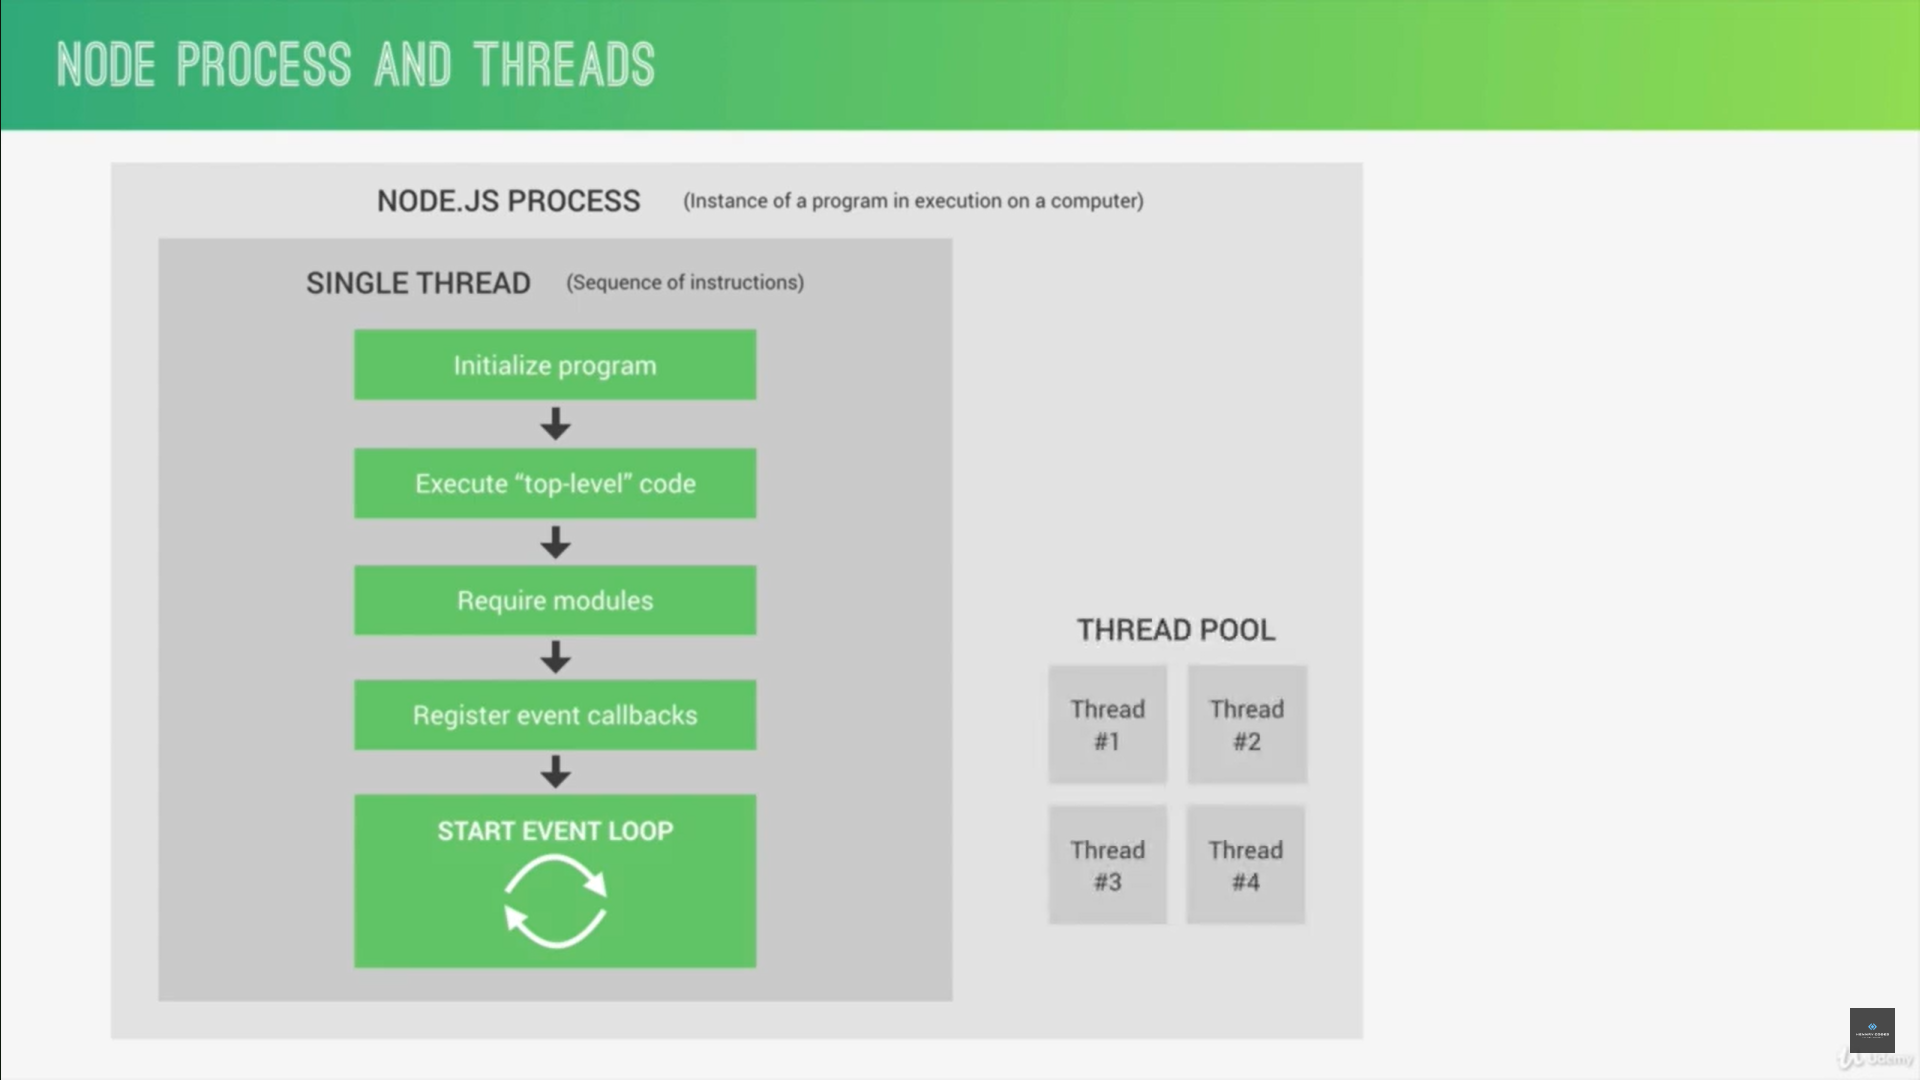 NODE PROCESS AND THREADS
NODE.JS PROCESS (Instance of a program in execution on a computer)
SINGLE THREAD (Sequence of instructions)
Initialize program
Execute “top-level” code
Require modules
Register event callbacks
START EVENT LOOP
THREAD POOL
Thread
#1
Thread
#2
Thread
#3
Thread
#4
Udemy